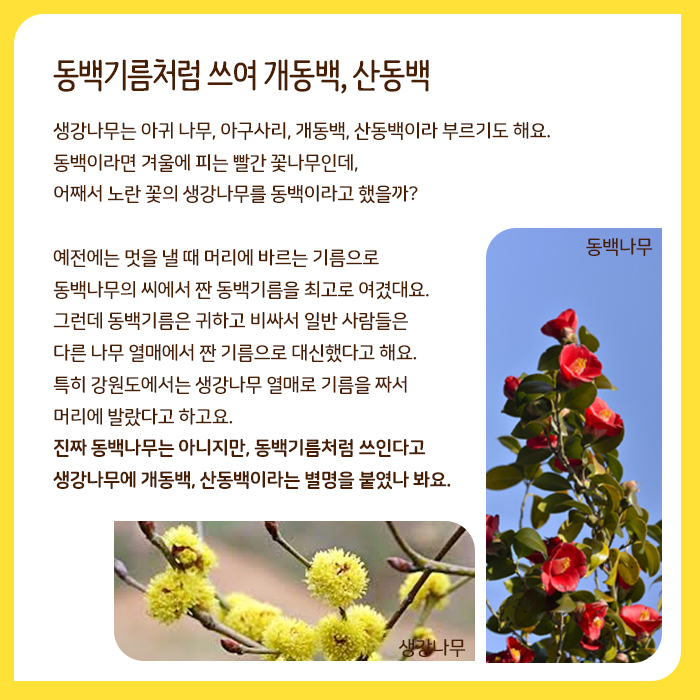 동백기름처럼 쓰여 개동백, 산동백
생강나무는 아귀 나무, 아구사리, 개동백, 산동백이라 부르기도 해요.
동백이라면 겨울에 피는 빨간 꽃나무인데,
어째서 노란 꽃의 생강나무를 동백이라고 했을까?
예전에는 멋을 낼 때 머리에 바르는 기름으로
동백나무의 씨에서 짠 동백기름을 최고로 여겼대요.
그런데 동백기름은 귀하고 비싸서 일반 사람들은
다른 나무 열매에서 짠 기름으로 대신했다고 해요.
특히 강원도에서는 생강나무 열매로 기름을 짜서
머리에 발랐다고 하고요.
진짜 동백나무는 아니지만, 동백기름처럼 쓰인다고
생강나무에 개동백, 산동백이라는 별명을 붙였나 봐요.
동백나무
생강나무